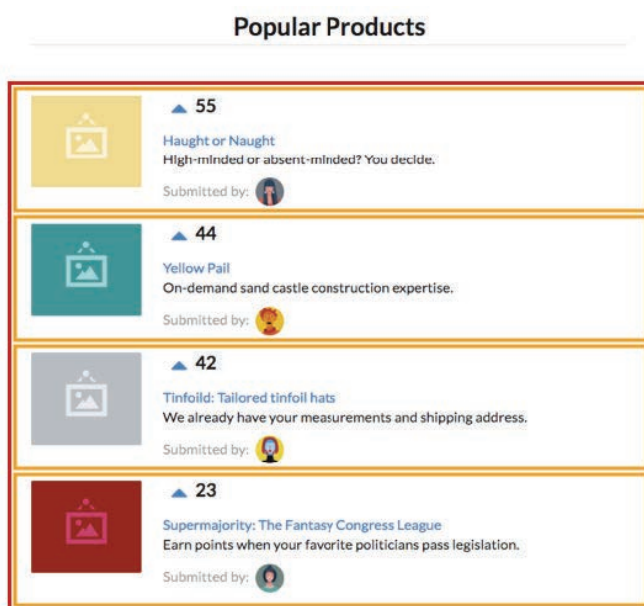 Popular Products
55
Haught or Naught
High-minded or absent-minded? You decide.
Submitted by:
44
Yellow Pail
On-demand sand castle construction expertise.
Submitted by:
42
Tinfoild: Tailored tinfoil hats
We already have your measurements and shipping address.
Submitted by:
23
Supermajority: The Fantasy Congress League
Earn points when your favorite politicians pass legislation.
Submitted by: